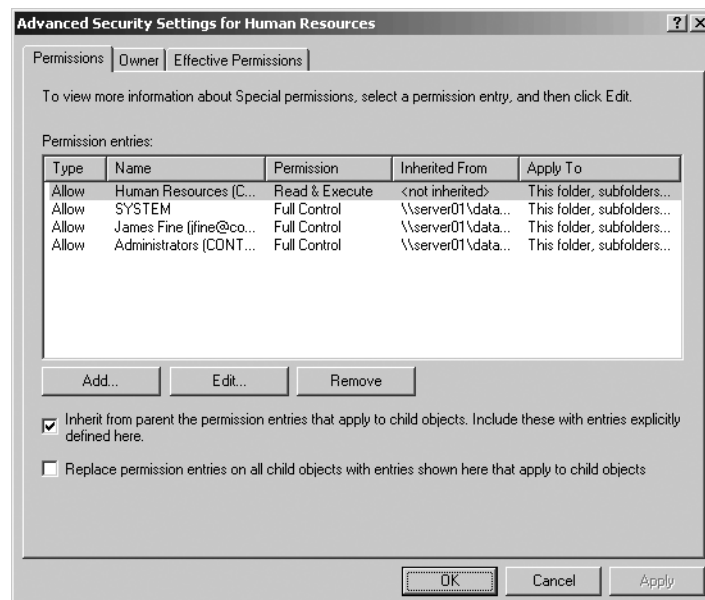 Advanced Security Settings for Human Resources
Permissions Owner Effective Permissions
To view more information about Special permissions, select a permission entry, and then click Edit.
Permission entries:
Type Name Permission Inherited From Apply To
Allow Human Resources (C... Read & Execute <not inherited> This folder, subfolders...
Allow SYSTEM Full Control \\server01\data... This folder, subfolders...
Allow James Fine (jfine@co... Full Control \\server01\data... This folder, subfolders...
Allow Administrators (CONT... Full Control \\server01\data... This folder, subfolders...
Add... Edit... Remove
Inherit from parent the permission entries that apply to child objects. Include these with entries explicitly
defined here.
Replace permission entries on all child objects with entries shown here that apply to child objects
OK Cancel Apply